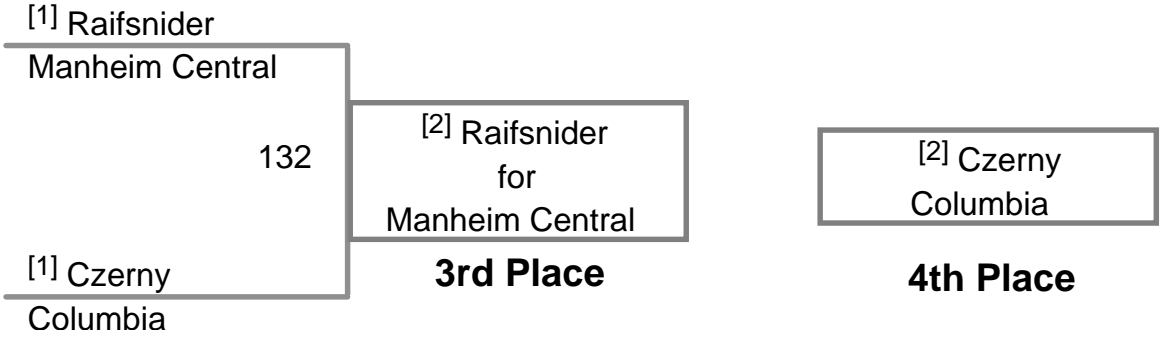 [1] Raifsnider
Manheim Central
132
[1] Czerny
Columbia
[2] Raifsnider
for
Manheim Central
3rd Place
[2] Czerny
Columbia
4th Place